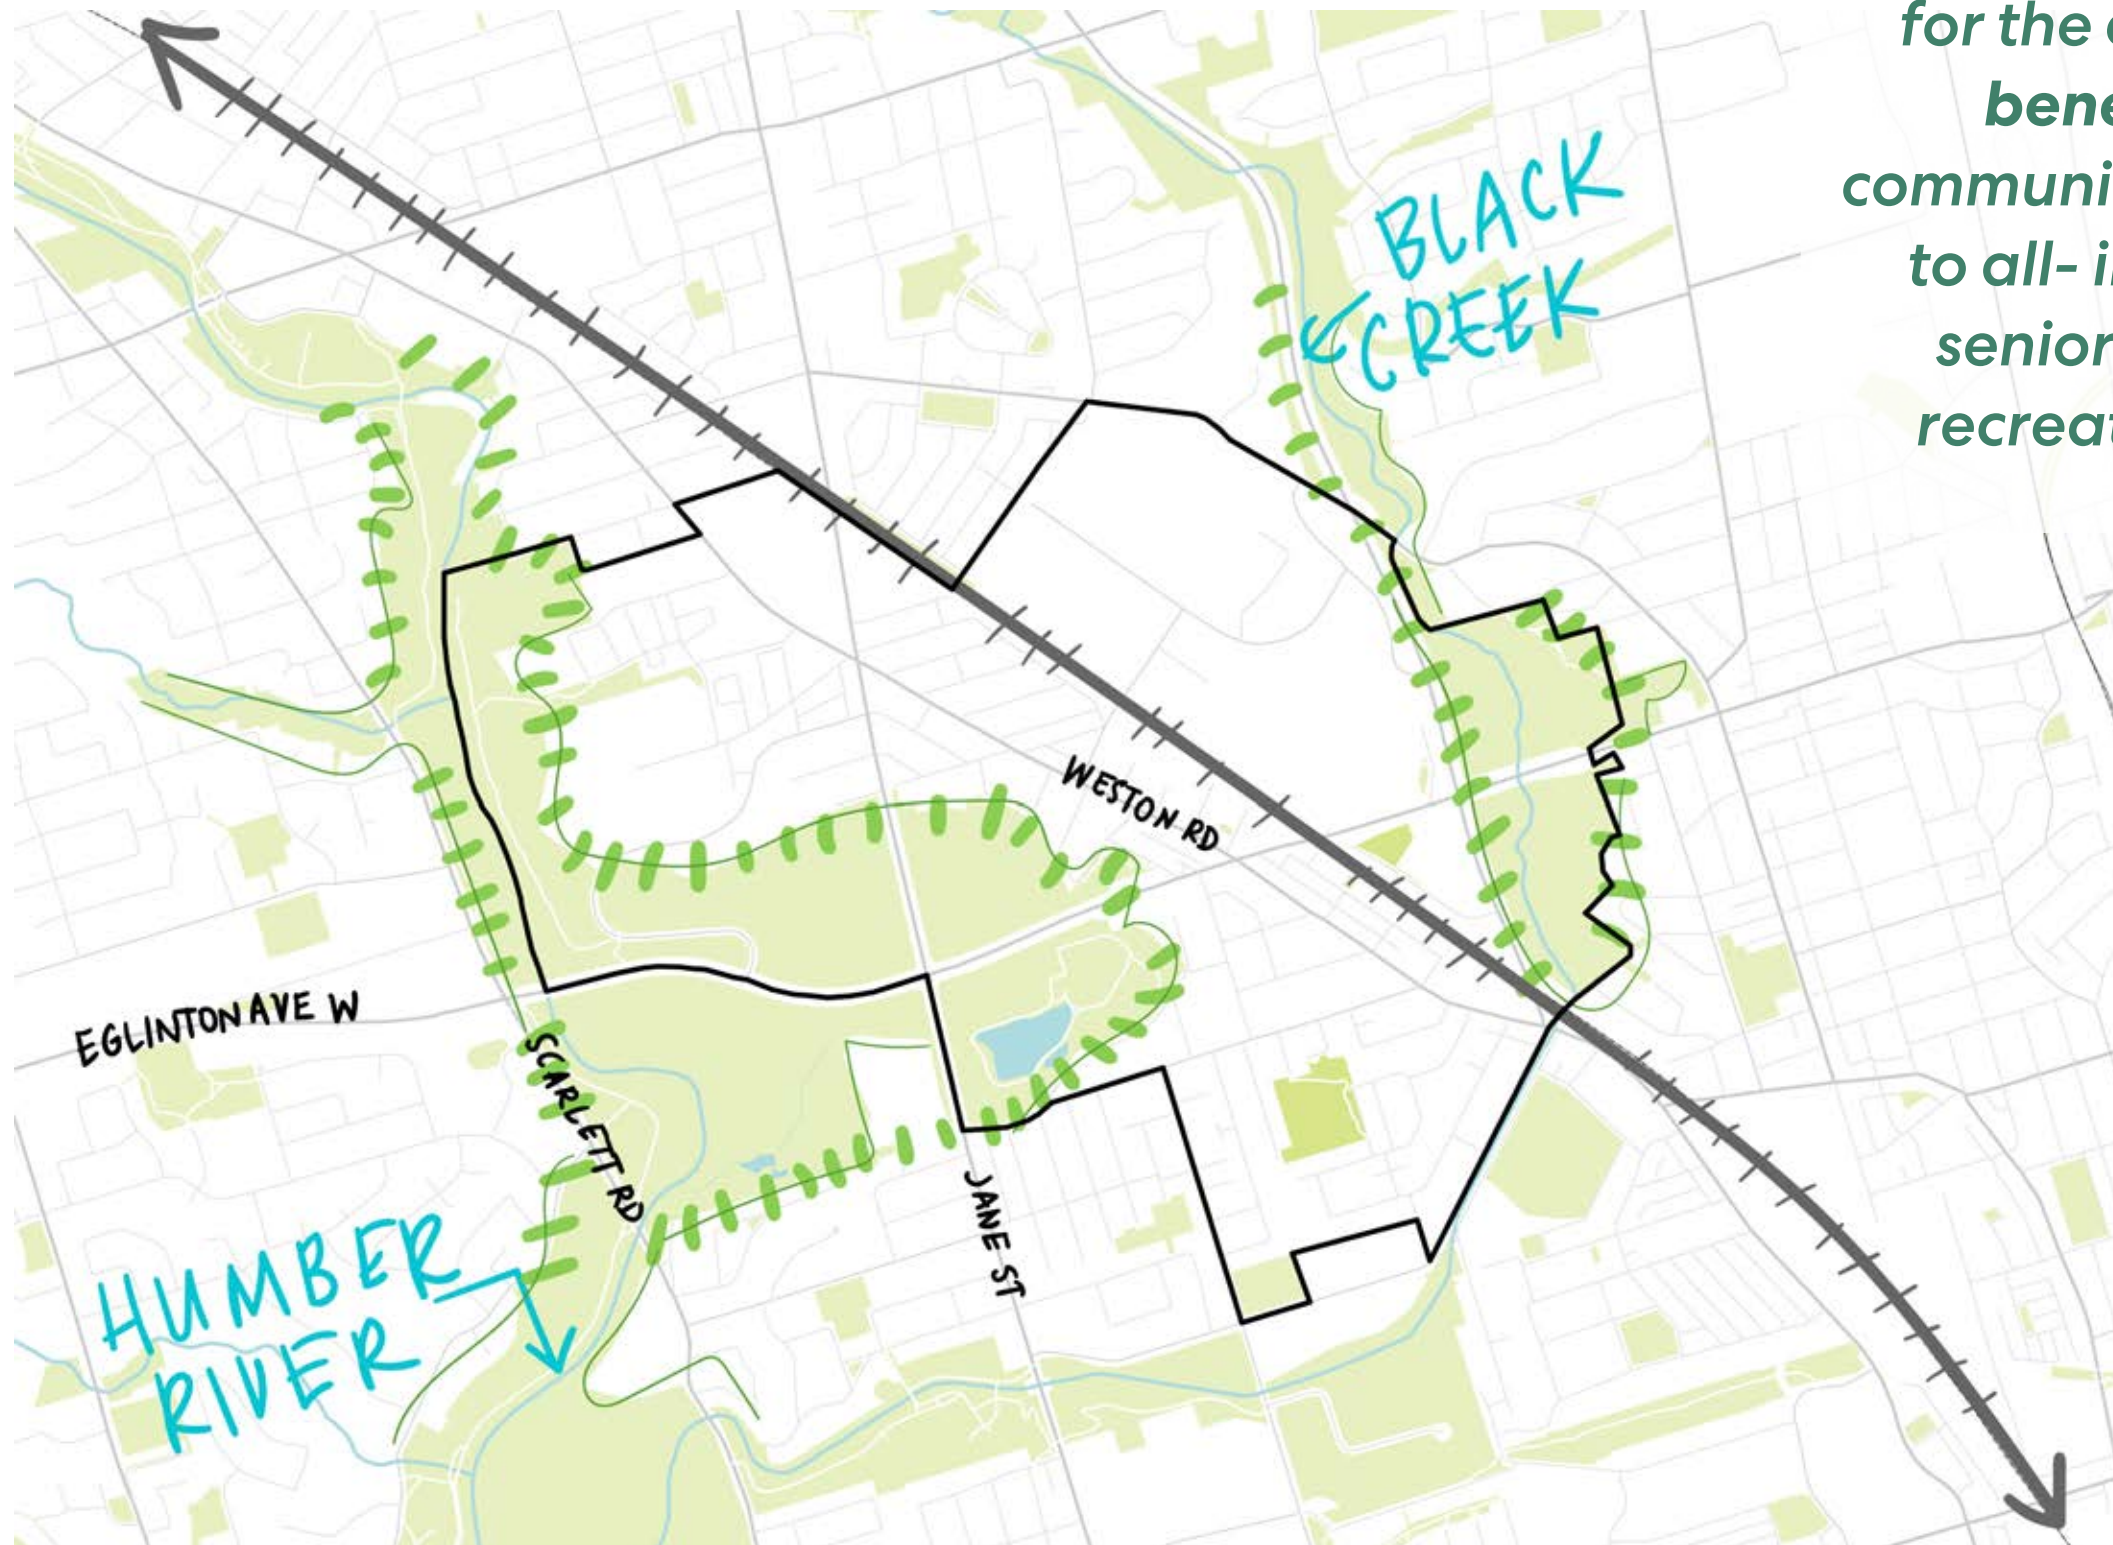 for the
bene
communi
to all- i
senior
recreat
BLACK
CREEK
WESTON RD
EGLINTON AVE W
SCARLETT RD
JANE ST
HUMBER
RIVER